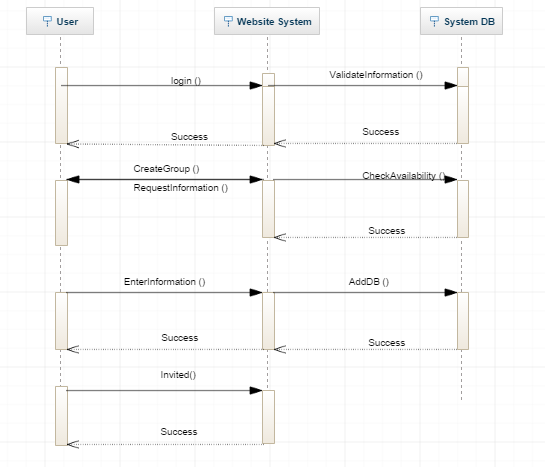 User
Website System
System DB
login ()
ValidateInformation ()
Success
Success
CreateGroup ()
CheckAvailability ()
RequestInformation ()
Success
EnterInformation ()
AddDB ()
Success
Success
Invited()
Success